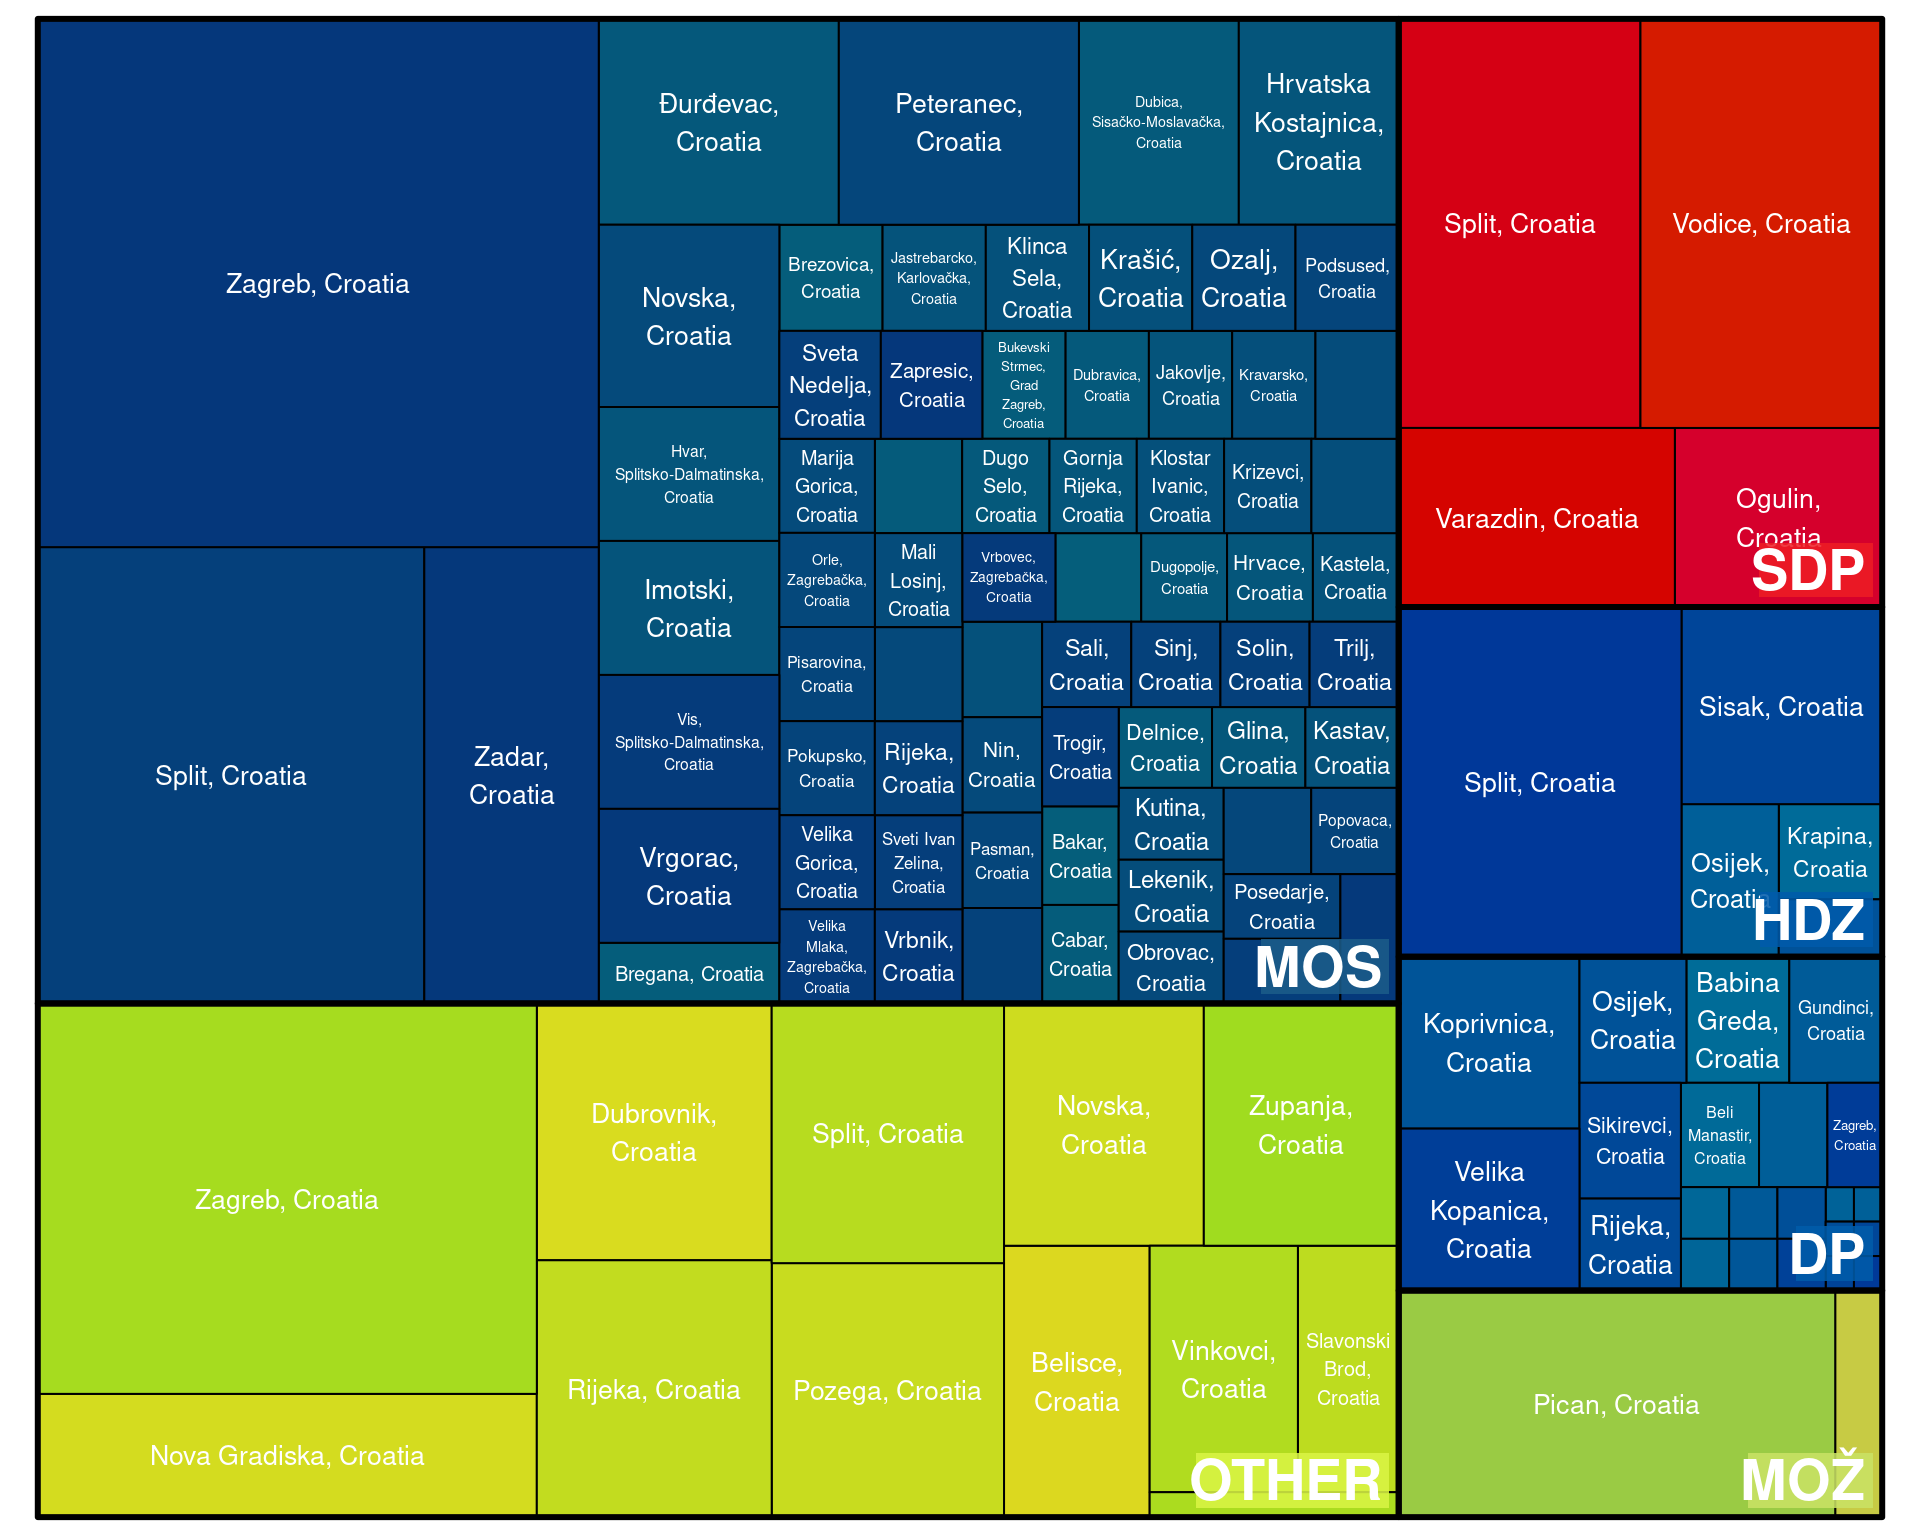 Zagreb, Croatia
Split, Croatia
Zadar,
Croatia
Đurđevac,
Croatia
Peteranec,
Croatia
Dubica,
Sisačko-Moslavačka,
Croatia
Hrvatska
Kostajnica,
Croatia
Novska,
Croatia
Hvar,
Splitsko-Dalmatinska,
Croatia
Imotski,
Croatia
Vis,
Splitsko-Dalmatinska,
Croatia
Vrgorac,
Croatia
Bregana, Croatia
Brezovica,
Croatia
Jastrebarcko,
Karlovačka,
Croatia
Klinca
Sela,
Croatia
Krašić,
Croatia
Ozalj,
Croatia
Podsused,
Croatia
Sveta
Nedelja,
Croatia
Zapresic,
Croatia
Bukevski
Strmec,
Grad
Zagreb,
Croatia
Dubravica,
Croatia
Jakovlje,
Croatia
Kravarsko,
Croatia
Marija
Gorica,
Croatia
Dugo
Selo,
Croatia
Gornja
Rijeka,
Croatia
Klostar
Ivanic,
Croatia
Krizevci,
Croatia
Orle,
Zagrebačka,
Croatia
Mali
Losinj,
Croatia
Vrbovec,
Zagrebačka,
Croatia
Dugopolje,
Croatia
Hrvace,
Croatia
Kastela,
Croatia
Pisarovina,
Croatia
Sali,
Croatia
Sinj,
Croatia
Solin,
Croatia
Trilj,
Croatia
Pokupsko,
Croatia
Rijeka,
Croatia
Nin,
Croatia
Trogir,
Croatia
Delnice,
Croatia
Glina,
Croatia
Kastav,
Croatia
Velika
Gorica,
Croatia
Sveti Ivan
Zelina,
Croatia
Pasman,
Croatia
Bakar,
Croatia
Kutina,
Croatia
Popovaca,
Croatia
Lekenik,
Croatia
Posedarje,
Croatia
Velika
Mlaka,
Zagrebačka,
Croatia
Vrbnik,
Croatia
Cabar,
Croatia
Obrovac,
Croatia
MOS
Split, Croatia
Vodice, Croatia
Varazdin, Croatia
Ogulin,
Croatia
SDP
Split, Croatia
Sisak, Croatia
Osijek,
Croatia
Krapina,
Croatia
HDZ
Koprivnica,
Croatia
Velika
Kopanica,
Croatia
Osijek,
Croatia
Babina
Greda,
Croatia
Gundinci,
Croatia
Sikirevci,
Croatia
Beli
Manastir,
Croatia
Zagreb,
Croatia
Rijeka,
Croatia
DP
Zagreb, Croatia
Nova Gradiska, Croatia
Dubrovnik,
Croatia
Rijeka, Croatia
Split, Croatia
Pozega, Croatia
Novska,
Croatia
Zupanja,
Croatia
Belisce,
Croatia
Vinkovci,
Croatia
Slavonski
Brod,
Croatia
OTHER
Pican, Croatia
MOŽ